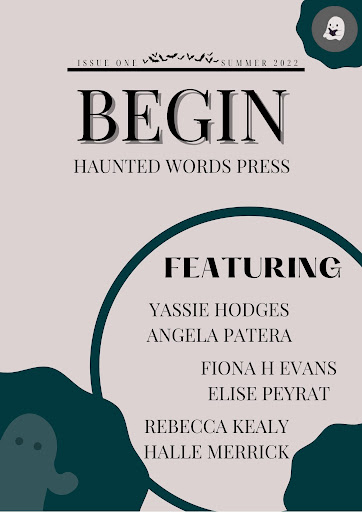 ISSUE ONE SUMMER 2022
BEGIN
HAUNTED WORDS PRESS
FEATURING
YASSIE HODGES
ANGELA PATERA
FIONA H EVANS
ELISE PEYRAT
REBECCA KEALY
HALLE MERRICK